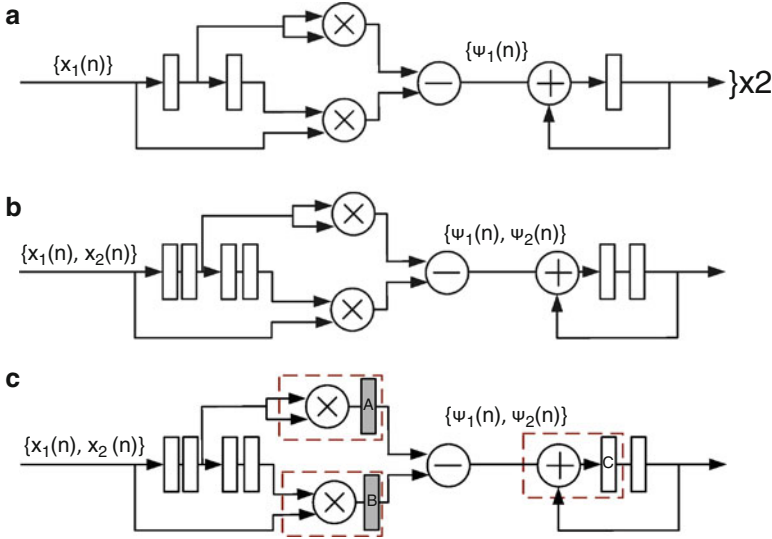 a
{x₁(n)}
×
×
−
{Ψ₁(n)}
+
}x2
b
{x₁(n), x₂(n)}
×
×
−
{Ψ₁(n), Ψ₂(n)}
+
c
{x₁(n), x₂ (n)}
×
A
×
B
−
{Ψ₁(n), Ψ₂(n)}
+
C